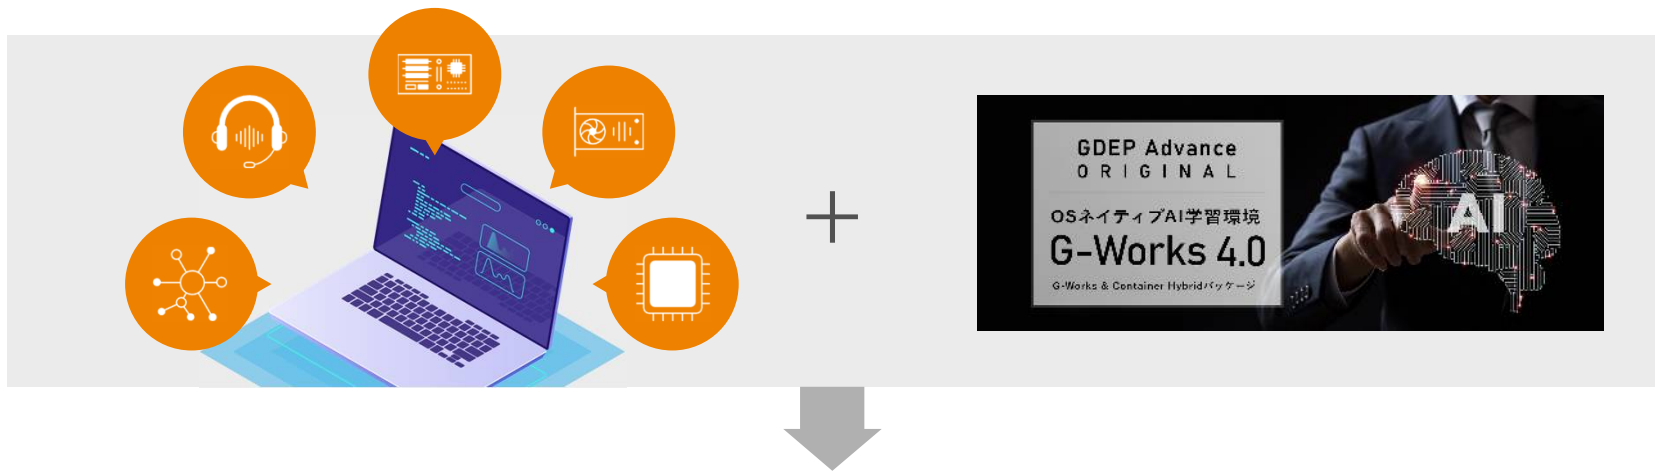 GDEP Advance
ORIGINAL
OSネイティブAI学習環境
G-Works 4.0
G-Works & Container Hybridパッケージ
AI